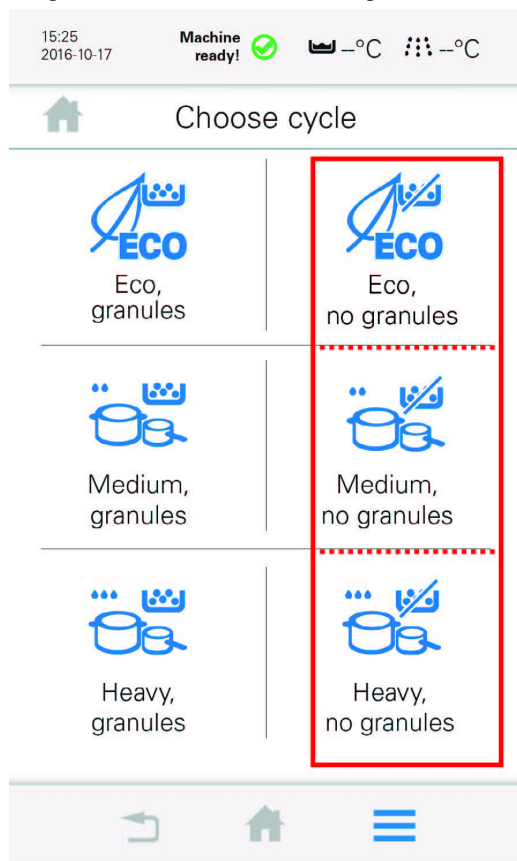 15:25
2016-10-17
Machine
ready!
--°C
--°C
Choose cycle
ECO
Eco,
granules
ECO
Eco,
no granules
Medium,
granules
Medium,
no granules
Heavy,
granules
Heavy,
no granules